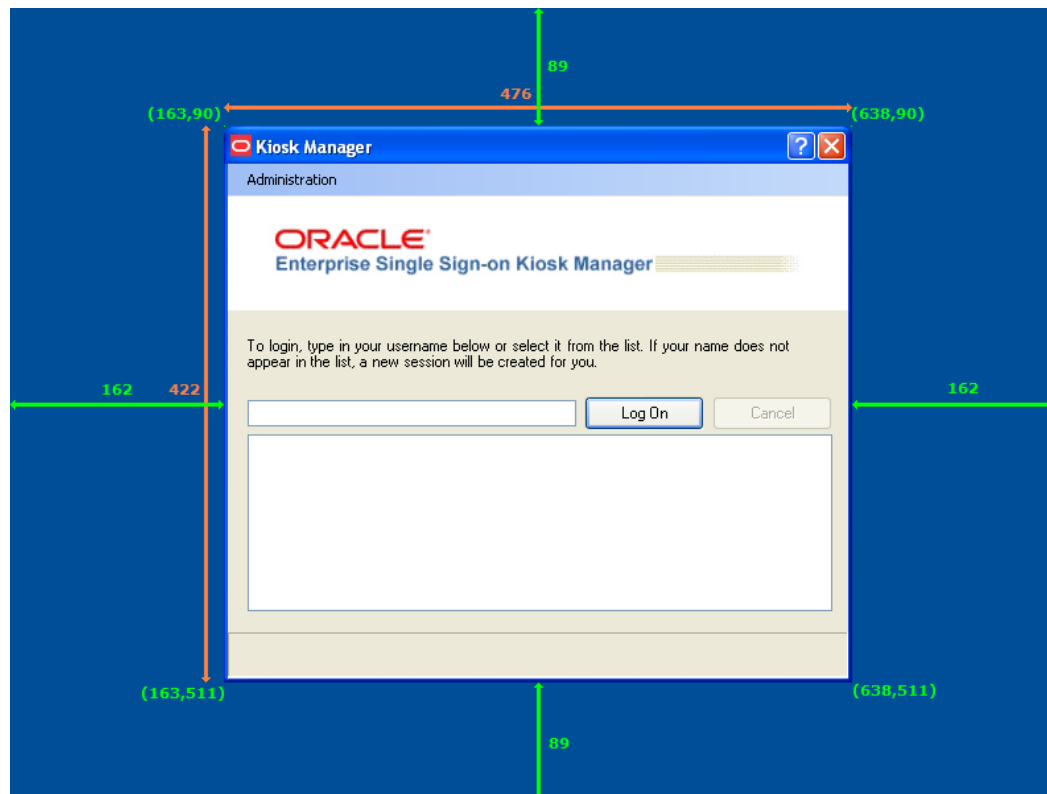 89
476
(163,90)
(638,90)
Kiosk Manager
?
Administration
ORACLE
Enterprise Single Sign-on Kiosk Manager
To login, type in your username below or select it from the list. If your name does not
appear in the list, a new session will be created for you.
162
422
162
Log On
Cancel
(163,511)
(638,511)
89